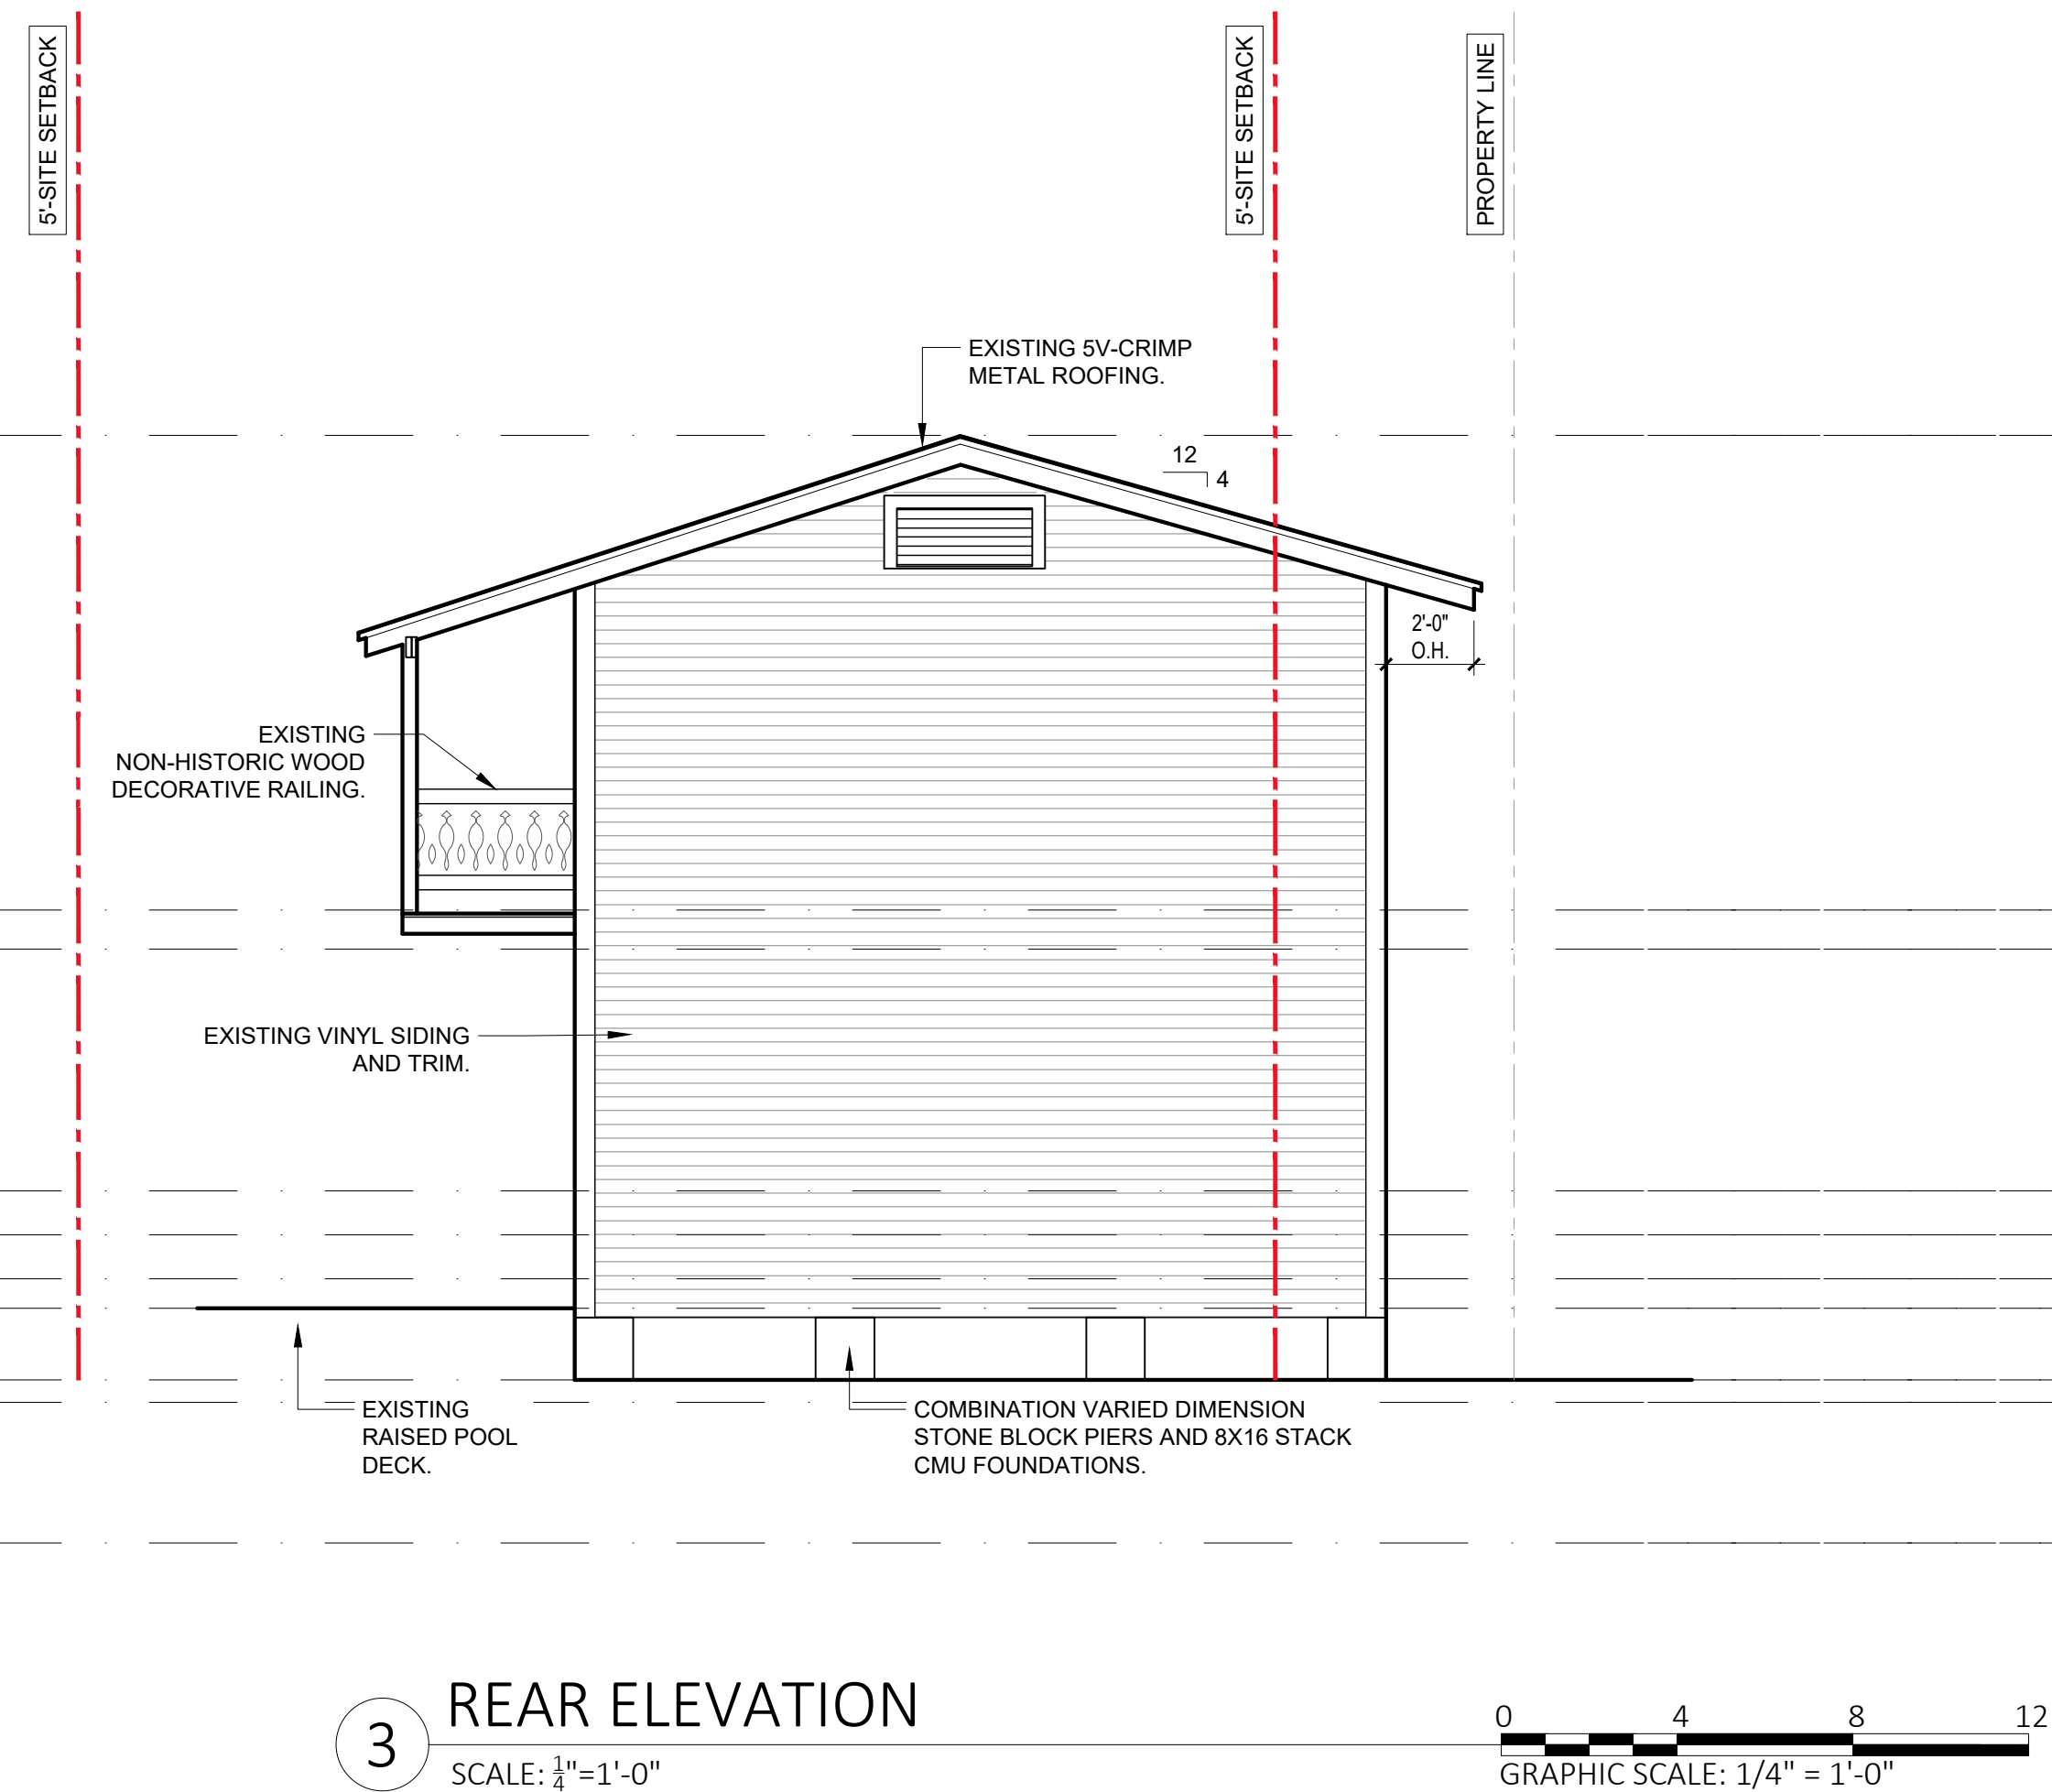 5'-SITE SETBACK
5'-SITE SETBACK
PROPERTY LINE
EXISTING 5V-CRIMP
METAL ROOFING.
12
4
2'-0"
O.H.
EXISTING
NON-HISTORIC WOOD
DECORATIVE RAILING.
EXISTING VINYL SIDING
AND TRIM.
EXISTING
RAISED POOL
DECK.
COMBINATION VARIED DIMENSION
STONE BLOCK PIERS AND 8X16 STACK
CMU FOUNDATIONS.
3
REAR ELEVATION
SCALE: 1/4"=1'-0"
0 4 8 12
GRAPHIC SCALE: 1/4" = 1'-0"